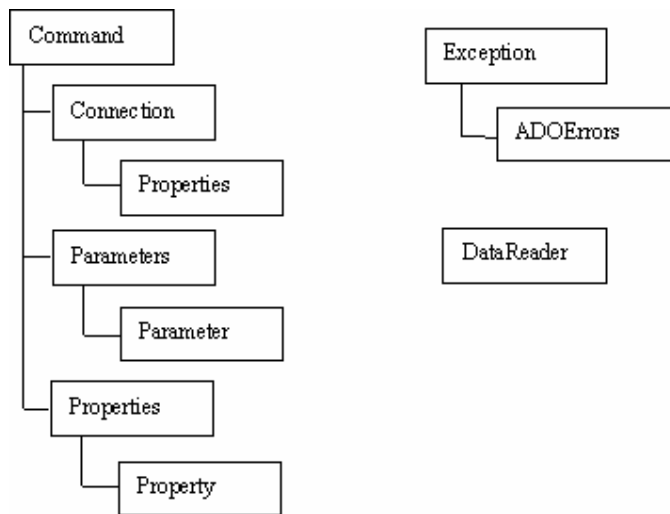 Command
Connection
Properties
Parameters
Parameter
Properties
Property
Exception
ADOErrors
DataReader